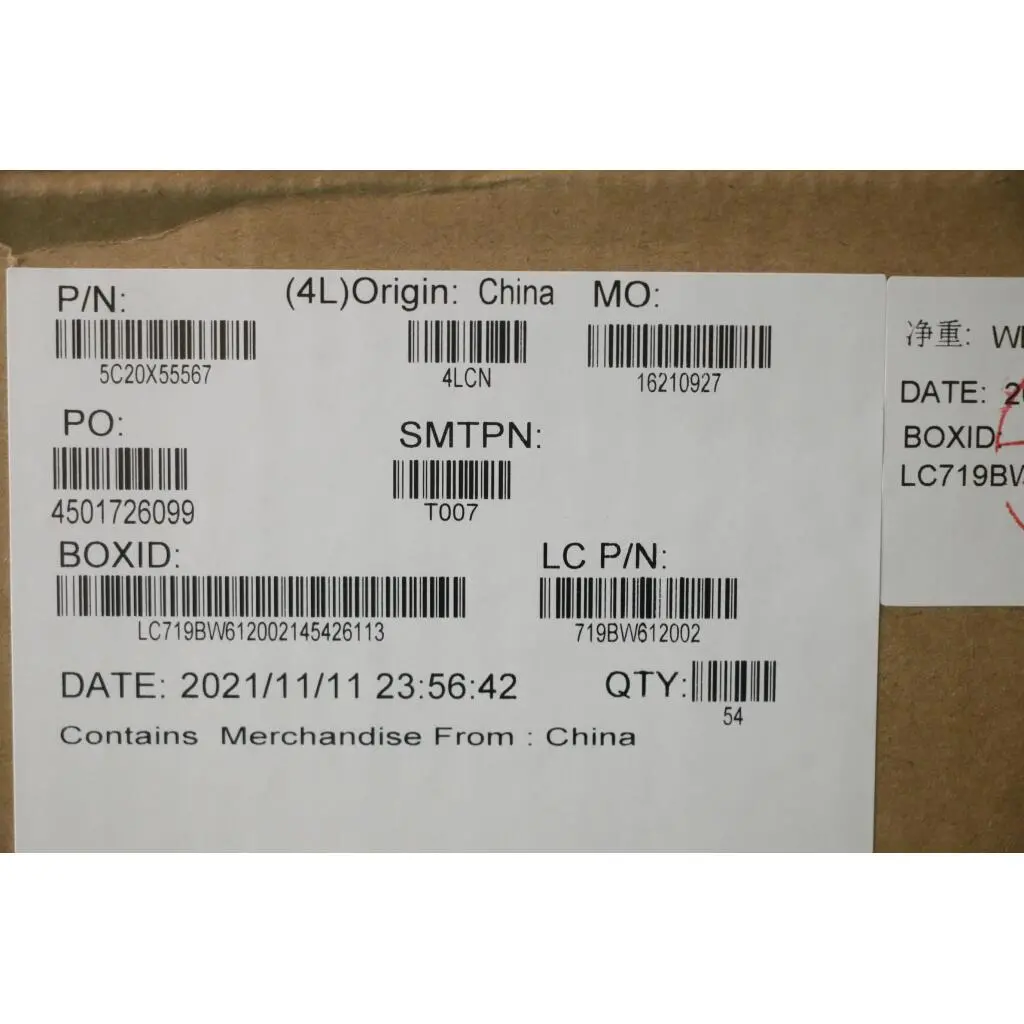 P/N: (4L)Origin: China MO:
5C20X55567 4LCN 16210927
PO: SMTPN:
4501726099 T007
BOXID: LC P/N:
LC719BW612002145426113 719BW612002
DATE: 2021/11/11 23:56:42 QTY:
54
Contains Merchandise From : China
净重:
DATE:
BOXID: